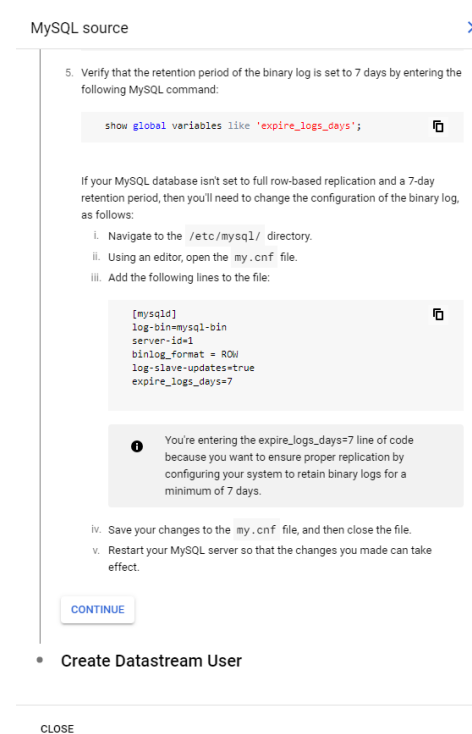 MySQL source
5. Verify that the retention period of the binary log is set to 7 days by entering the
following MySQL command:
show global variables like 'expire_logs_days';
If your MySQL database isn't set to full row-based replication and a 7-day
retention period, then you'll need to change the configuration of the binary log,
as follows:
i. Navigate to the /etc/mysql/ directory.
ii. Using an editor, open the my.cnf file.
iii. Add the following lines to the file:
[mysqld]
log-bin=mysql-bin
server-id=1
binlog_format = ROW
log-slave-updates=true
expire_logs_days=7
You're entering the expire_logs_days=7 line of code
because you want to ensure proper replication by
configuring your system to retain binary logs for a
minimum of 7 days.
iv. Save your changes to the my.cnf file, and then close the file.
v. Restart your MySQL server so that the changes you made can take
effect.
CONTINUE
Create Datastream User
CLOSE